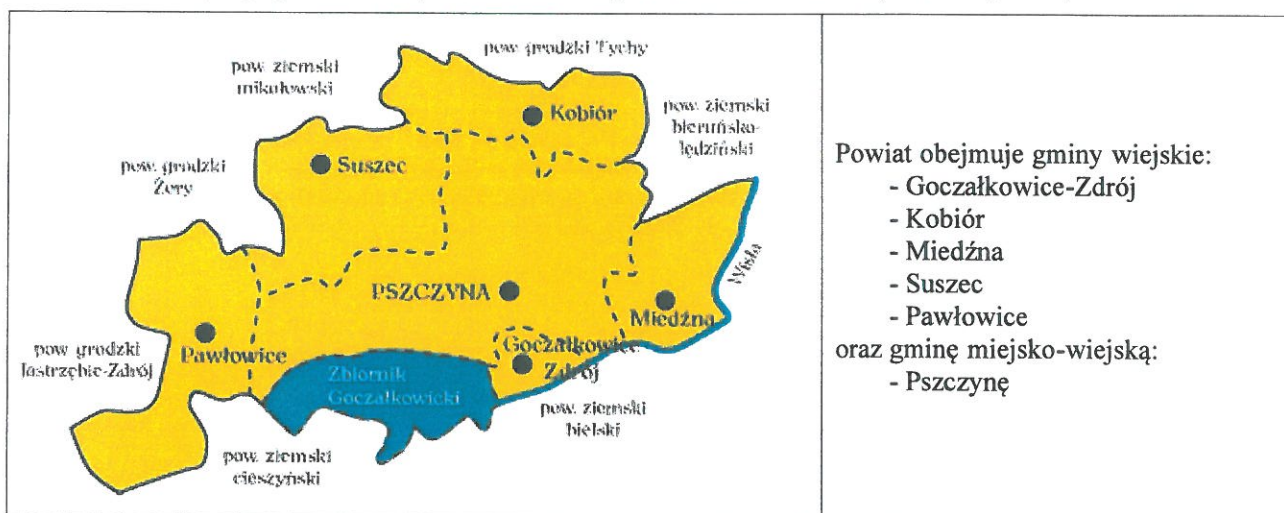 pow. grodzki Tychy
pow. ziemski
mikołowski
Kobiór
pow. ziemski
bieruńsko-
lędziński
Suszec
pow. grodzki
Żory
Wisła
PSZCZYNA
Miedźna
Pawłowice
Goczałkowice
Zdrój
pow. grodzki
Jastrzębie-Zdrój
Zbiornik
Goczałkowicki
pow. ziemski
bielski
pow. ziemski
cieszyński
Powiat obejmuje gminy wiejskie:
- Goczałkowice-Zdrój
- Kobiór
- Miedźna
- Suszec
- Pawłowice
oraz gminę miejsko-wiejską:
- Pszczynę